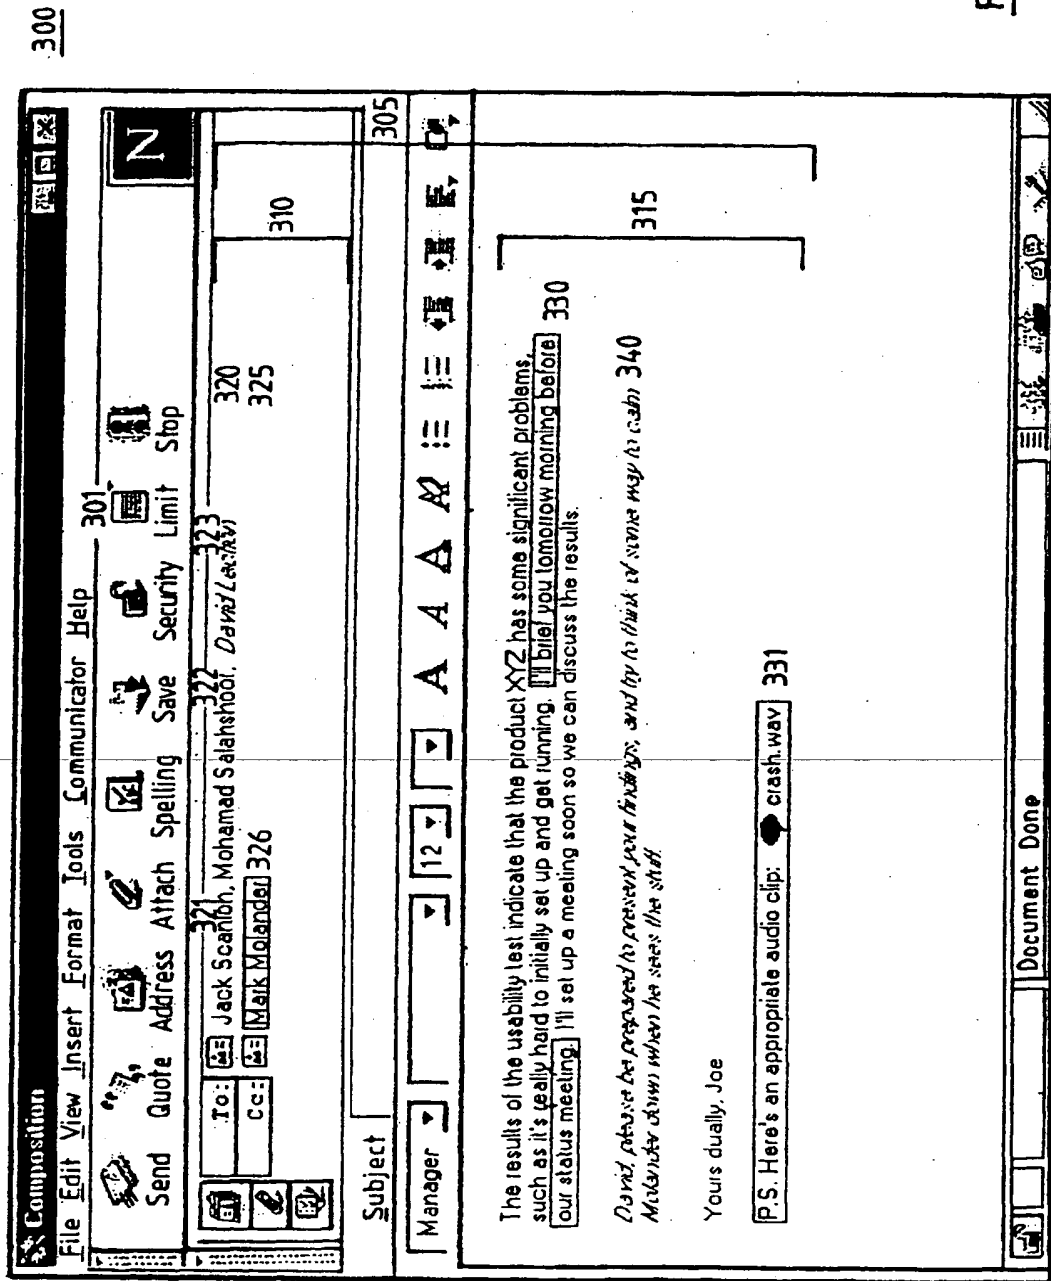 300
Composition
File Edit View Insert Format Tools Communicator Help
301
Send Quote Address Attach Spelling Save Security Limit Stop
N
321 322 323
To: Jack Scanlon, Mohamad Salahshoor, David Leculuvi 320
Cc: Mark Molander 326 325
310
Subject
305
Manager 12 A A A A
The results of the usability test indicate that the product XYZ has some significant problems,
such as it's really hard to initially set up and get running. I'll brief you tomorrow morning before 330
our status meeting. I'll set up a meeting soon so we can discuss the results.
315
David, please be prepared to present your findings, and try to think of some way to calm 340
Molander down when he sees the stuff.
Yours dually, Joe
P.S. Here's an appropriate audio clip: crash.wav 331
Document Done